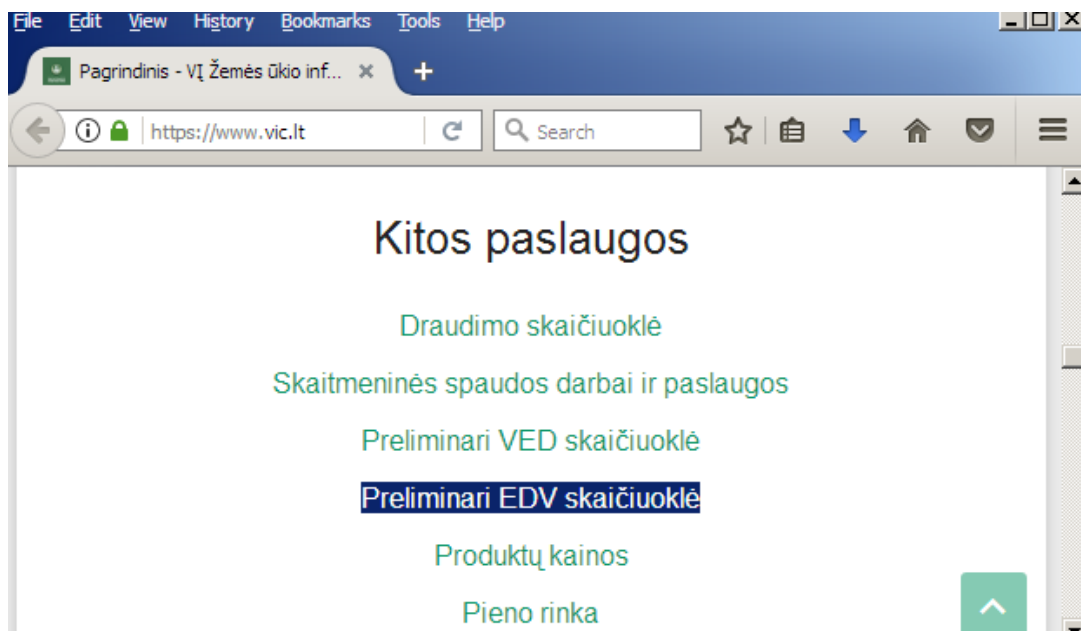 File Edit View History Bookmarks Tools Help
Pagrindinis - VĮ Žemės ūkio inf...
https://www.vic.lt
Search
Kitos paslaugos
Draudimo skaičiuoklė
Skaitmeninės spaudos darbai ir paslaugos
Preliminari VED skaičiuoklė
Preliminari EDV skaičiuoklė
Produktų kainos
Pieno rinka